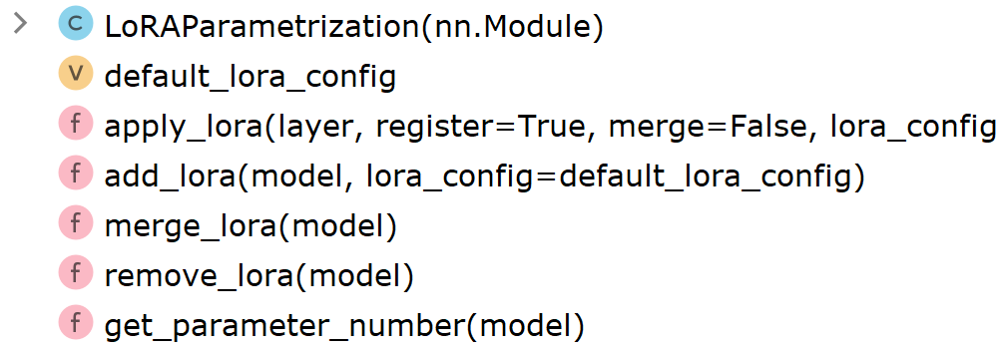 C LoRAParametrization(nn.Module)
V default_lora_config
f apply_lora(layer, register=True, merge=False, lora_config
f add_lora(model, lora_config=default_lora_config)
f merge_lora(model)
f remove_lora(model)
f get_parameter_number(model)